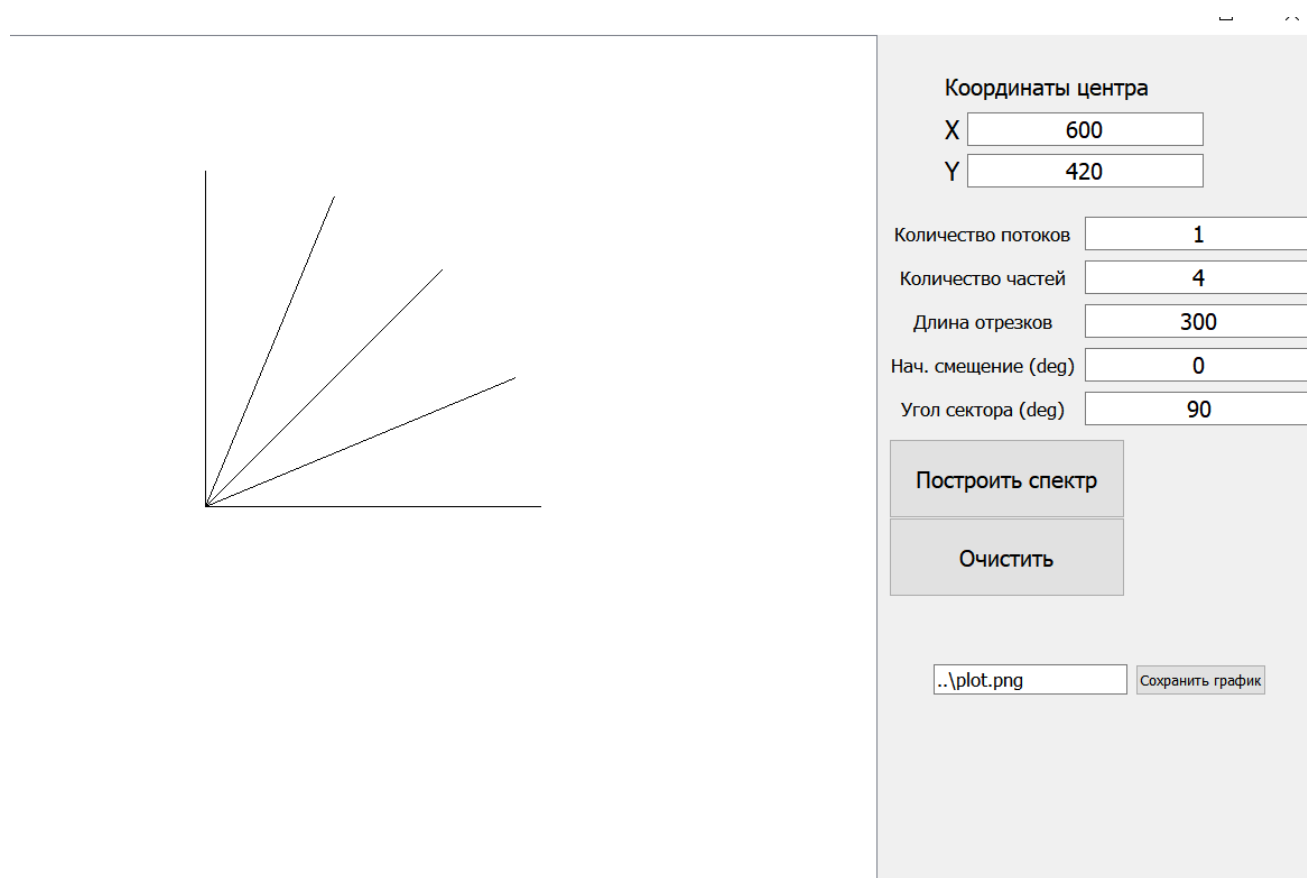 Координаты центра
X 600
Y 420
Количество потоков 1
Количество частей 4
Длина отрезков 300
Нач. смещение (deg) 0
Угол сектора (deg) 90
Построить спектр
Очистить
..\plot.png Сохранить график